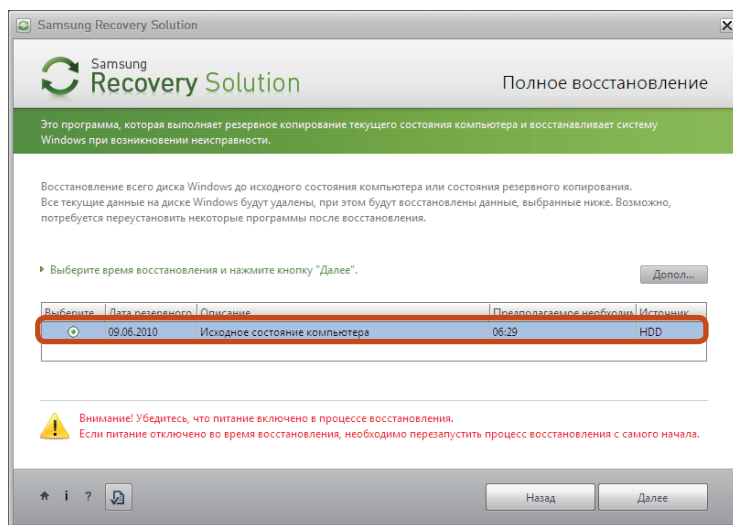 Samsung Recovery Solution
Samsung
Recovery Solution
Полное восстановление
Это программа, которая выполняет резервное копирование текущего состояния компьютера и восстанавливает систему
Windows при возникновении неисправности.
Восстановление всего диска Windows до исходного состояния компьютера или состояния резервного копирования.
Все текущие данные на диске Windows будут удалены, при этом будут восстановлены данные, выбранные ниже. Возможно,
потребуется переустановить некоторые программы после восстановления.
Выберите время восстановления и нажмите кнопку "Далее".
Допол...
Выберите Дата резервного Описание Предполагаемое необходим Источник
09.06.2010 Исходное состояние компьютера 06:29 HDD
Внимание! Убедитесь, что питание включено в процессе восстановления.
Если питание отключено во время восстановления, необходимо перезапустить процесс восстановления с самого начала.
i ? Назад Далее